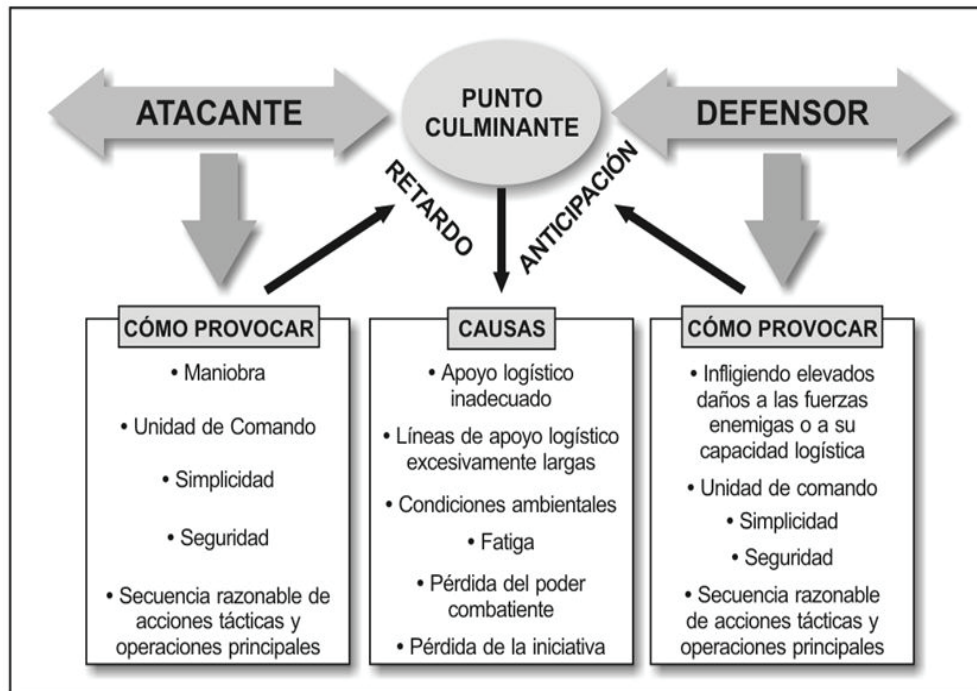 ATACANTE
PUNTO
CULMINANTE
DEFENSOR
RETARDO
ANTICIPACIÓN
CÓMO PROVOCAR
• Maniobra
• Unidad de Comando
• Simplicidad
• Seguridad
• Secuencia razonable de
acciones tácticas y
operaciones principales
CAUSAS
• Apoyo logístico
inadecuado
• Líneas de apoyo logístico
excesivamente largas
• Condiciones ambientales
• Fatiga
• Pérdida del poder
combatiente
• Pérdida de la iniciativa
CÓMO PROVOCAR
• Infligiendo elevados
daños a las fuerzas
enemigas o a su
capacidad logística
• Unidad de comando
• Simplicidad
• Seguridad
• Secuencia razonable
de acciones tácticas y
operaciones principales